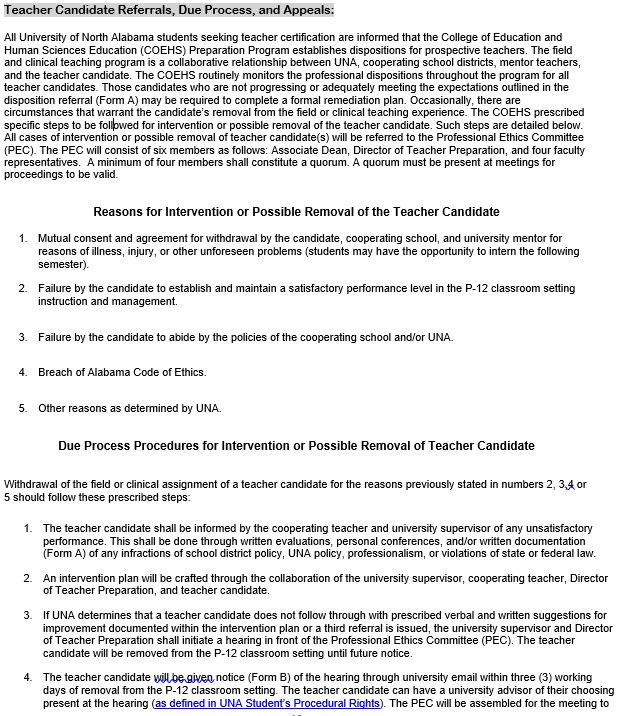 Teacher Candidate Referrals, Due Process, and Appeals:
All University of North Alabama students seeking teacher certification are informed that the College of Education and
Human Sciences Education (COEHS) Preparation Program establishes dispositions for prospective teachers. The field
and clinical teaching program is a collaborative relationship between UNA, cooperating school districts, mentor teachers,
and the teacher candidate. The COEHS routinely monitors the professional dispositions throughout the program for all
teacher candidates. Those candidates who are not progressing or adequately meeting the expectations outlined in the
disposition referral (Form A) may be required to complete a formal remediation plan. Occasionally, there are
circumstances that warrant the candidate's removal from the field or clinical teaching experience. The COEHS prescribed
specific steps to be followed for intervention or possible removal of the teacher candidate. Such steps are detailed below.
All cases of intervention or possible removal of teacher candidate(s) will be referred to the Professional Ethics Committee
(PEC). The PEC will consist of six members as follows: Associate Dean, Director of Teacher Preparation, and four faculty
representatives. A minimum of four members shall constitute a quorum. A quorum must be present at meetings for
proceedings to be valid.
Reasons for Intervention or Possible Removal of the Teacher Candidate
1. Mutual consent and agreement for withdrawal by the candidate, cooperating school, and university mentor for
reasons of illness, injury, or other unforeseen problems (students may have the opportunity to intern the following
semester).
2. Failure by the candidate to establish and maintain a satisfactory performance level in the P-12 classroom setting
instruction and management.
3. Failure by the candidate to abide by the policies of the cooperating school and/or UNA.
4. Breach of Alabama Code of Ethics.
5. Other reasons as determined by UNA.
Due Process Procedures for Intervention or Possible Removal of Teacher Candidate
Withdrawal of the field or clinical assignment of a teacher candidate for the reasons previously stated in numbers 2, 3,4 or
5 should follow these prescribed steps:
1. The teacher candidate shall be informed by the cooperating teacher and university supervisor of any unsatisfactory
performance. This shall be done through written evaluations, personal conferences, and/or written documentation
(Form A) of any infractions of school district policy, UNA policy, professionalism, or violations of state or federal law.
2. An intervention plan will be crafted through the collaboration of the university supervisor, cooperating teacher, Director
of Teacher Preparation, and teacher candidate.
3. If UNA determines that a teacher candidate does not follow through with prescribed verbal and written suggestions for
improvement documented within the intervention plan or a third referral is issued, the university supervisor and Director
of Teacher Preparation shall initiate a hearing in front of the Professional Ethics Committee (PEC). The teacher
candidate will be removed from the P-12 classroom setting until future notice.
4. The teacher candidate will be given notice (Form B) of the hearing through university email within three (3) working
days of removal from the P-12 classroom setting. The teacher candidate can have a university advisor of their choosing
present at the hearing (as defined in UNA Student's Procedural Rights). The PEC will be assembled for the meeting to